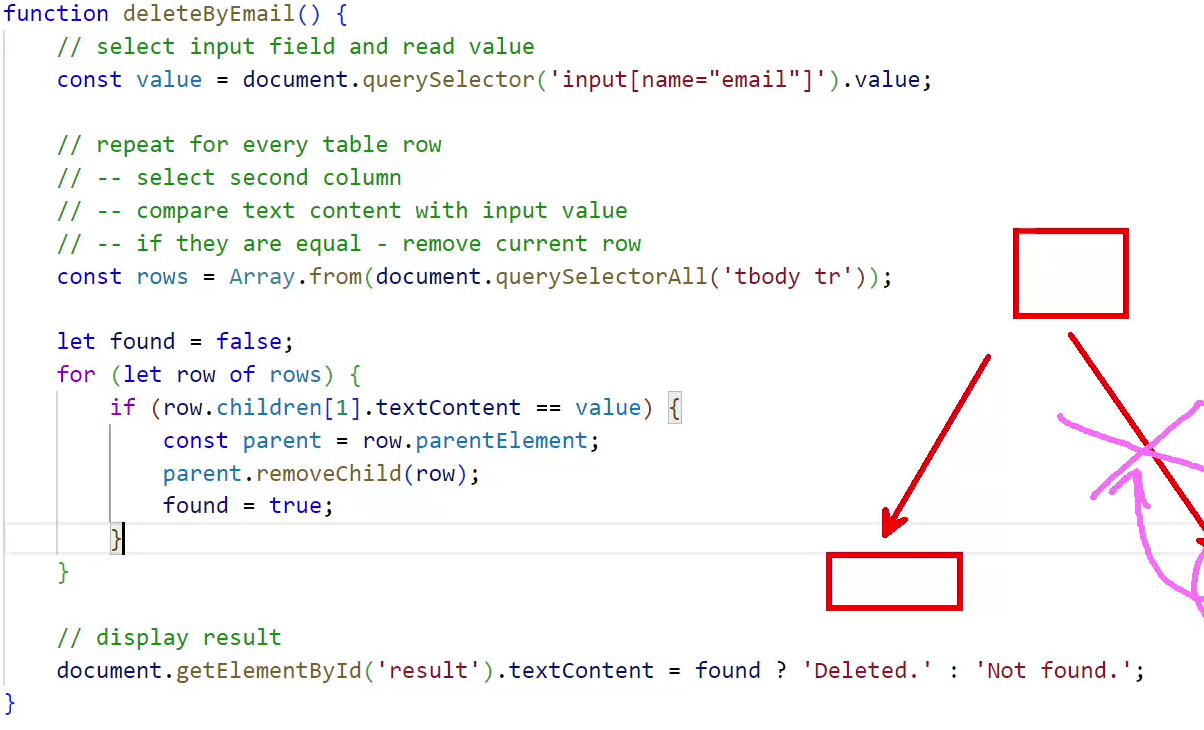 function deleteByEmail() {
// select input field and read value
const value = document.querySelector('input[name="email"]').value;
// repeat for every table row
// -- select second column
// -- compare text content with input value
// -- if they are equal - remove current row
const rows = Array.from(document.querySelectorAll('tbody tr'));
let found = false;
for (let row of rows) {
if (row.children[1].textContent == value) {
const parent = row.parentElement;
parent.removeChild(row);
found = true;
}
}
// display result
document.getElementById('result').textContent = found ? 'Deleted.' : 'Not found.';
}